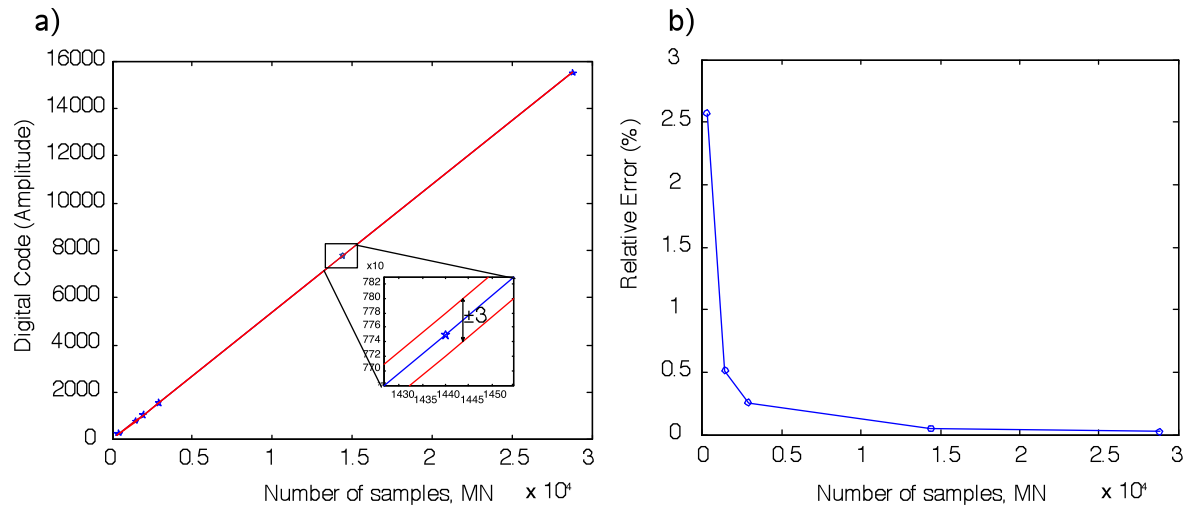 a)
16000
14000
12000
10000
8000
6000
4000
2000
0
Digital Code (Amplitude)
x10
782
780
778
776
774
772
770
±3
1430 1435 1440 1445 1450
0 0.5 1 1.5 2 2.5 3
Number of samples, MN x 10⁴
b)
3
2.5
2
1.5
1
0.5
0
Relative Error (%)
0 0.5 1 1.5 2 2.5 3
Number of samples, MN x 10⁴